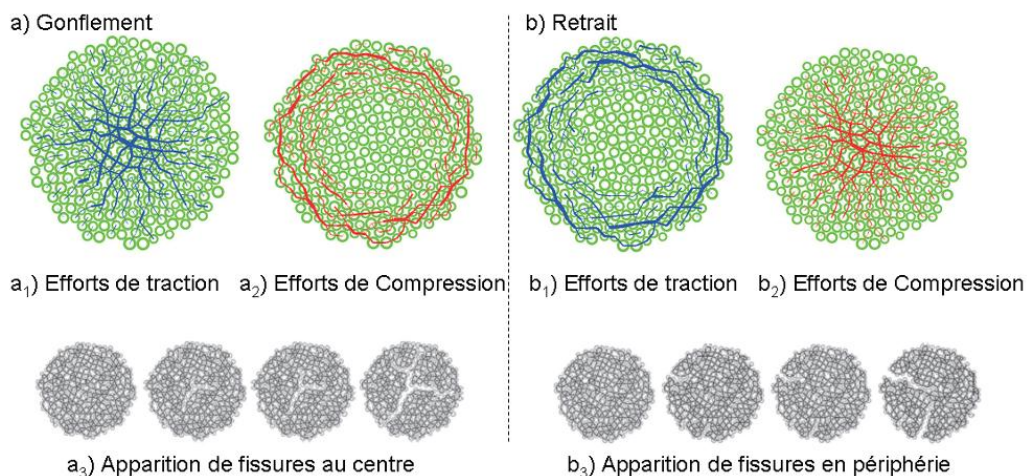 a) Gonflement
b) Retrait
a₁) Efforts de traction
a₂) Efforts de Compression
b₁) Efforts de traction
b₂) Efforts de Compression
a₃) Apparition de fissures au centre
b₃) Apparition de fissures en périphérie